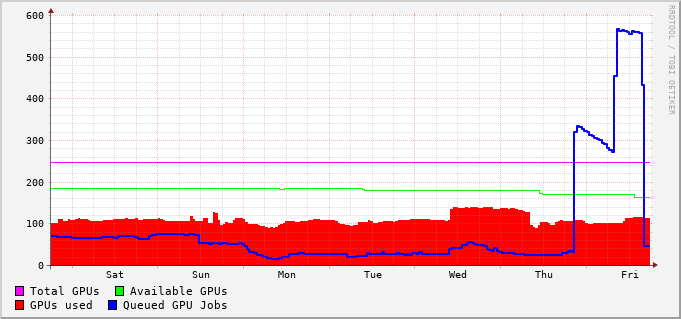 600
500
400
300
200
100
0
Sat Sun Mon Tue Wed Thu Fri
Total GPUs Available GPUs
GPUs used Queued GPU Jobs
RRDTOOL / TOBI OETIKER